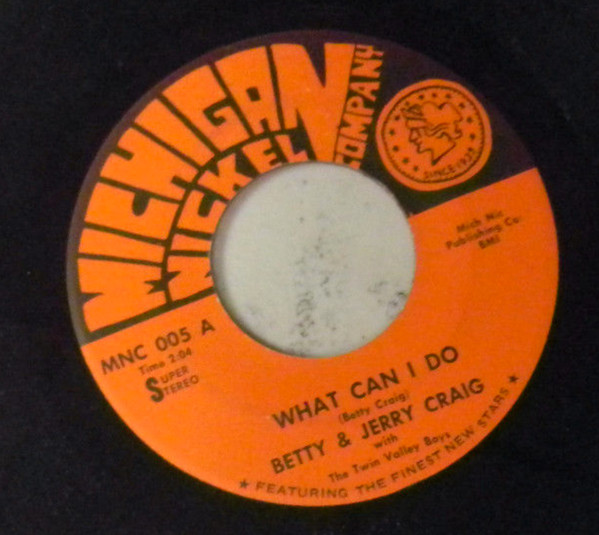 MICHIGAN
NICKEL
COMPANY
SINCE 1929
Mich Nic
Publishing Co.
BMI
MNC 005 A
Time 2:04
SUPER
STEREO
WHAT CAN I DO
(Betty Craig)
BETTY & JERRY CRAIG
with
The Twin Valley Boys
★ FEATURING THE FINEST NEW STARS ★